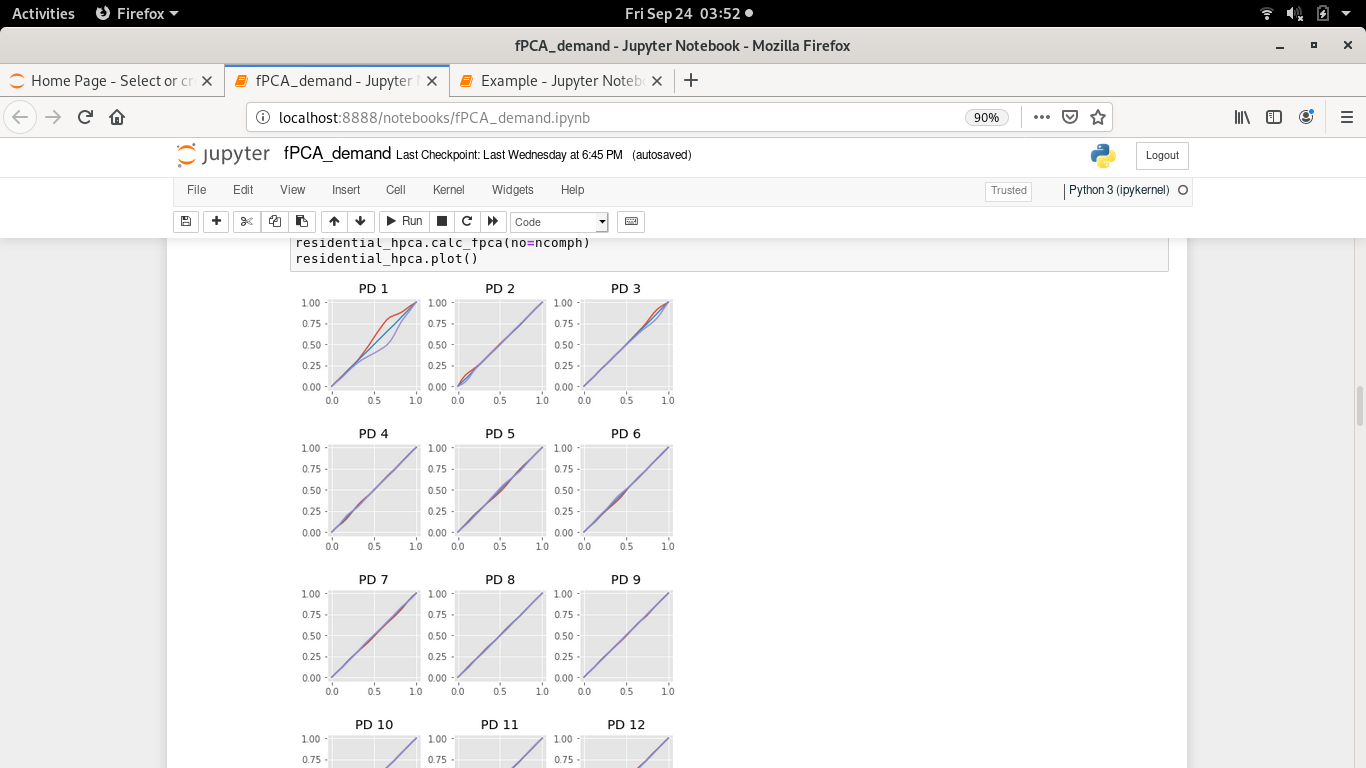 Activities Firefox Fri Sep 24 03:52
fPCA_demand - Jupyter Notebook - Mozilla Firefox
Home Page - Select or cr fPCA_demand - Jupyter Example - Jupyter Noteb
localhost:8888/notebooks/fPCA_demand.ipynb 90%
jupyter fPCA_demand Last Checkpoint: Last Wednesday at 6:45 PM (autosaved) Logout
File Edit View Insert Cell Kernel Widgets Help Trusted Python 3 (ipykernel)
Run Code
residential_hpca.calc_fpca(no=ncomph)
residential_hpca.plot()
PD 1 PD 2 PD 3
1.00 1.00 1.00
0.75 0.75 0.75
0.50 0.50 0.50
0.25 0.25 0.25
0.00 0.00 0.00
0.0 0.5 1.0 0.0 0.5 1.0 0.0 0.5 1.0
PD 4 PD 5 PD 6
1.00 1.00 1.00
0.75 0.75 0.75
0.50 0.50 0.50
0.25 0.25 0.25
0.00 0.00 0.00
0.0 0.5 1.0 0.0 0.5 1.0 0.0 0.5 1.0
PD 7 PD 8 PD 9
1.00 1.00 1.00
0.75 0.75 0.75
0.50 0.50 0.50
0.25 0.25 0.25
0.00 0.00 0.00
0.0 0.5 1.0 0.0 0.5 1.0 0.0 0.5 1.0
PD 10 PD 11 PD 12
1.00 1.00 1.00
0.75 0.75 0.75